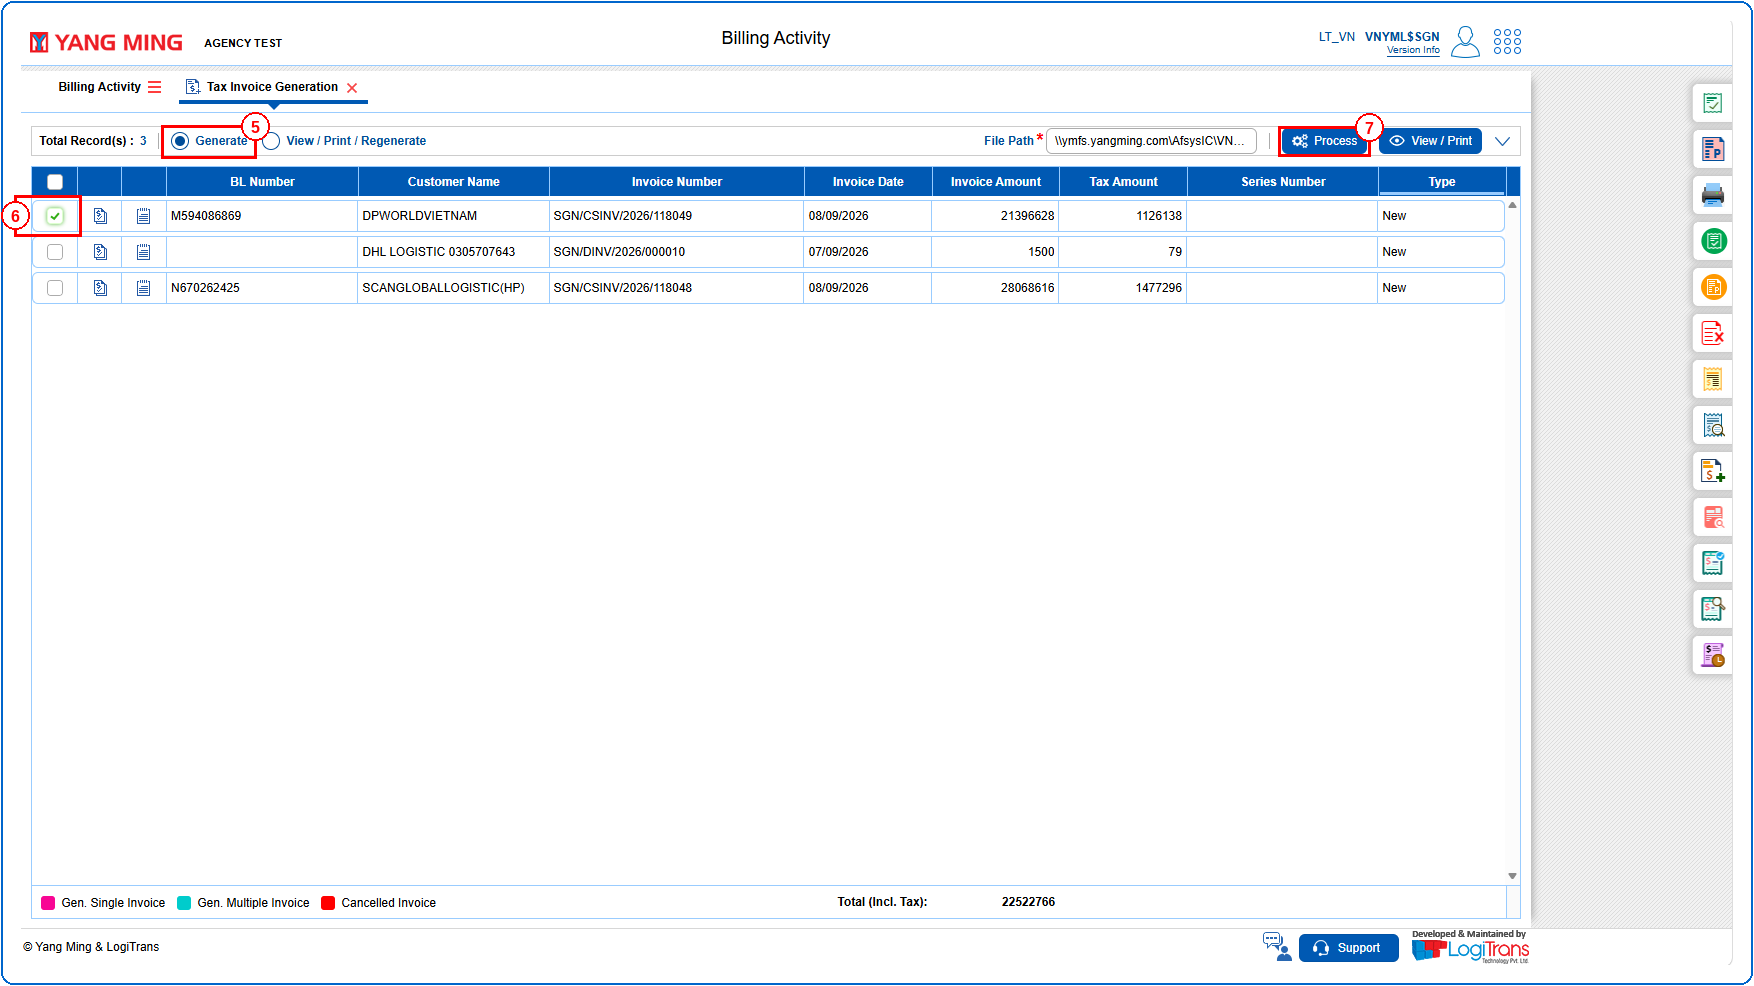 YANG MING AGENCY TEST
Billing Activity
LT_VN VNYML$SGN
Version Info
Billing Activity Tax Invoice Generation
Total Record(s) : 3 Generate 5 View / Print / Regenerate File Path * \\ymfs.yangming.com\AfsysIC\VN... Process 7 View / Print
BL Number Customer Name Invoice Number Invoice Date Invoice Amount Tax Amount Series Number Type
6 M594086869 DPWORLDVIETNAM SGN/CSINV/2026/118049 08/09/2026 21396628 1126138 New
DHL LOGISTIC 0305707643 SGN/DINV/2026/000010 07/09/2026 1500 79 New
N670262425 SCANGLOBALLOGISTIC(HP) SGN/CSINV/2026/118048 08/09/2026 28068616 1477296 New
Gen. Single Invoice Gen. Multiple Invoice Cancelled Invoice Total (Incl. Tax): 22522766
© Yang Ming & LogiTrans
Support
Developed & Maintained by
LogiTrans
Technology Pvt. Ltd.